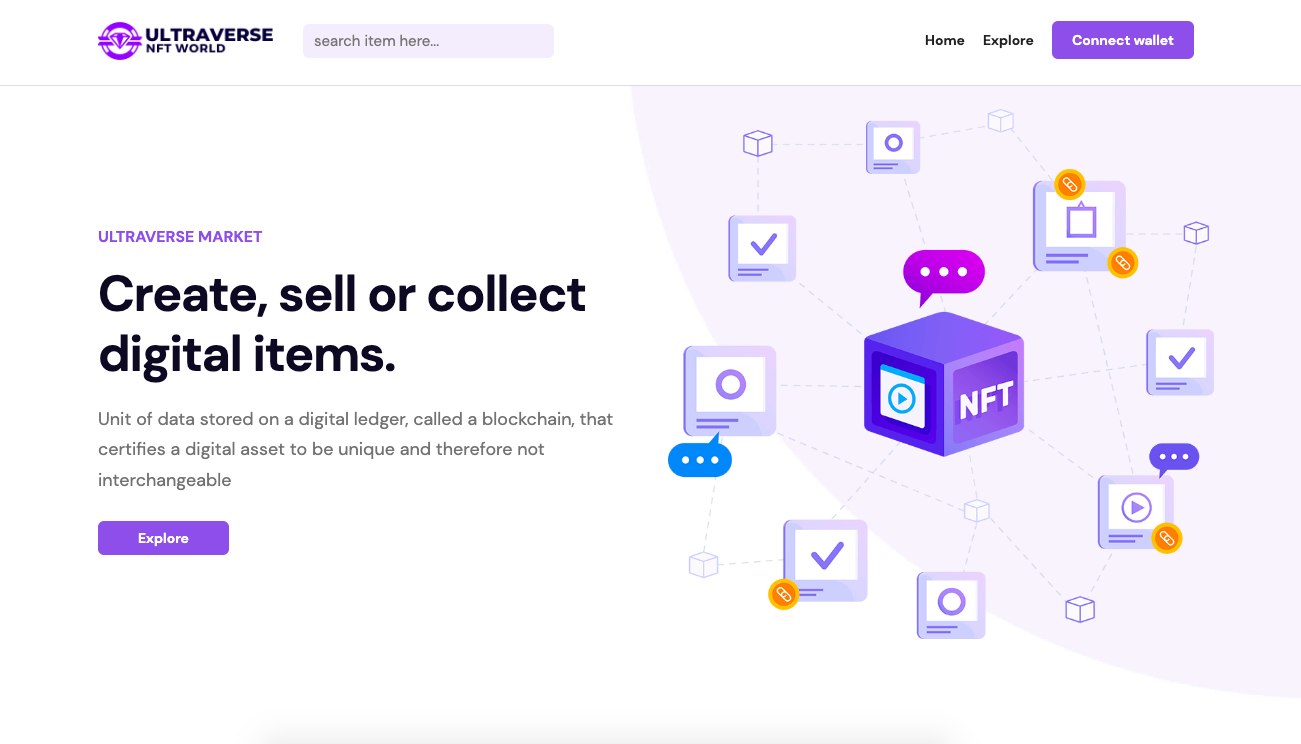 ULTRAVERSE
NFT WORLD
search item here...
Home
Explore
Connect wallet
ULTRAVERSE MARKET
Create, sell or collect
digital items.
Unit of data stored on a digital ledger, called a blockchain, that
certifies a digital asset to be unique and therefore not
interchangeable
Explore
NFT